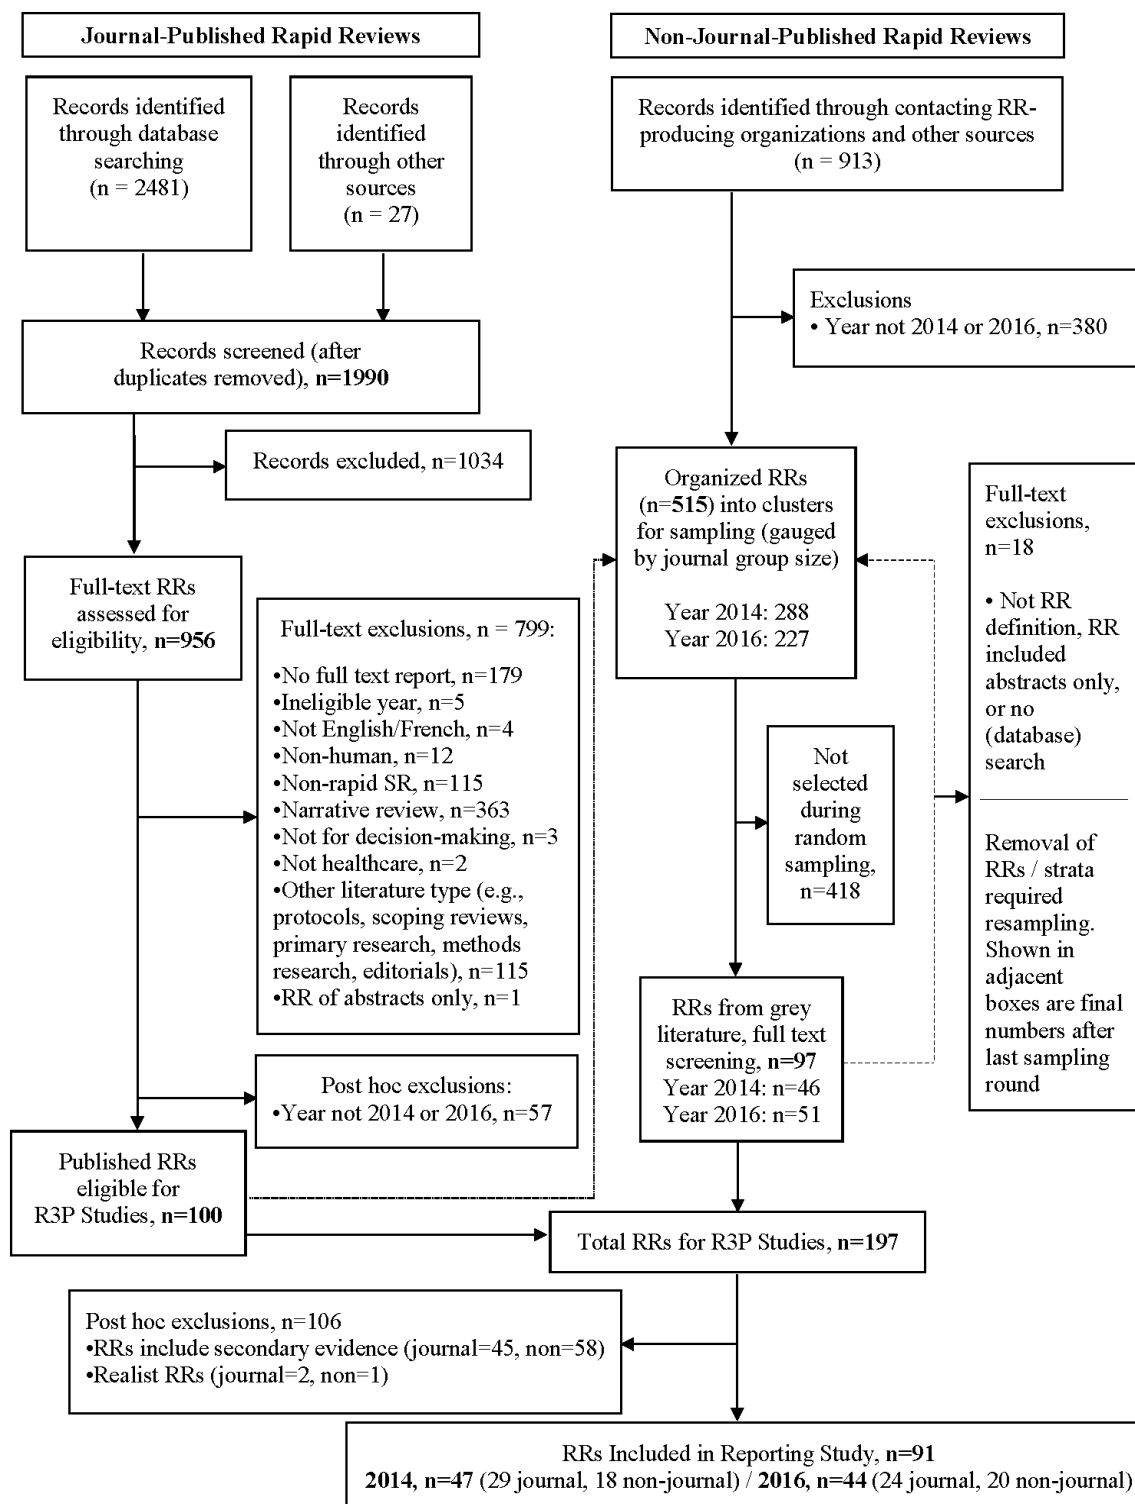 Journal-Published Rapid Reviews
Non-Journal-Published Rapid Reviews
Records identified
through database
searching
(n = 2481)
Records
identified
through other
sources
(n = 27)
Records identified through contacting RR-
producing organizations and other sources
(n = 913)
Exclusions
• Year not 2014 or 2016, n=380
Records screened (after
duplicates removed), n=1990
Records excluded, n=1034
Organized RRs
(n=515) into clusters
for sampling (gauged
by journal group size)
Year 2014: 288
Year 2016: 227
Full-text
exclusions,
n=18
• Not RR
definition, RR
included
abstracts only,
or no
(database)
search
Removal of
RRs / strata
required
resampling.
Shown in
adjacent
boxes are final
numbers after
last sampling
round
Full-text RRs
assessed for
eligibility, n=956
Full-text exclusions, n = 799:
•No full text report, n=179
•Ineligible year, n=5
•Not English/French, n=4
•Non-human, n=12
•Non-rapid SR, n=115
•Narrative review, n=363
•Not for decision-making, n=3
•Not healthcare, n=2
•Other literature type (e.g.,
protocols, scoping reviews,
primary research, methods
research, editorials), n=115
•RR of abstracts only, n=1
Not
selected
during
random
sampling,
n=418
RRs from grey
literature, full text
screening, n=97
Year 2014: n=46
Year 2016: n=51
Post hoc exclusions:
•Year not 2014 or 2016, n=57
Published RRs
eligible for
R3P Studies, n=100
Total RRs for R3P Studies, n=197
Post hoc exclusions, n=106
•RRs include secondary evidence (journal=45, non=58)
•Realist RRs (journal=2, non=1)
RRs Included in Reporting Study, n=91
2014, n=47 (29 journal, 18 non-journal) / 2016, n=44 (24 journal, 20 non-journal)